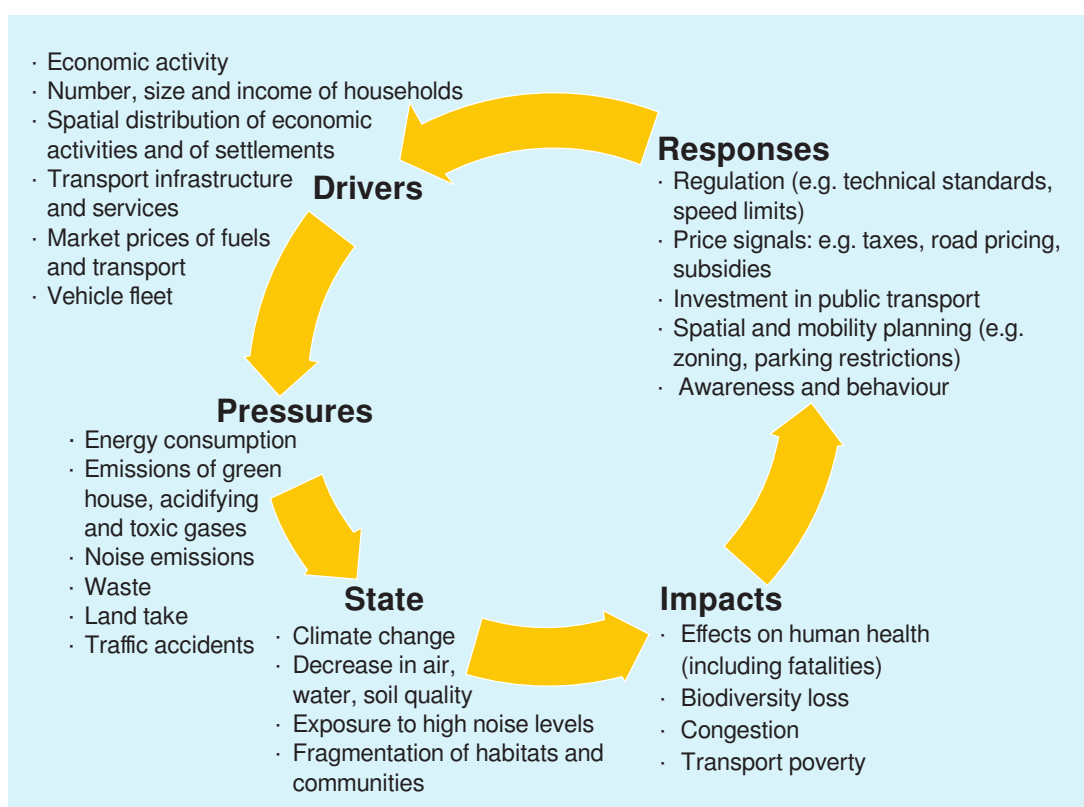 · Economic activity
· Number, size and income of households
· Spatial distribution of economic
activities and of settlements
· Transport infrastructure
and services
· Market prices of fuels
and transport
· Vehicle fleet
Drivers
Responses
· Regulation (e.g. technical standards,
speed limits)
· Price signals: e.g. taxes, road pricing,
subsidies
· Investment in public transport
· Spatial and mobility planning (e.g.
zoning, parking restrictions)
· Awareness and behaviour
Pressures
· Energy consumption
· Emissions of green
house, acidifying
and toxic gases
· Noise emissions
· Waste
· Land take
· Traffic accidents
State
· Climate change
· Decrease in air,
water, soil quality
· Exposure to high noise levels
· Fragmentation of habitats and
communities
Impacts
· Effects on human health
(including fatalities)
· Biodiversity loss
· Congestion
· Transport poverty